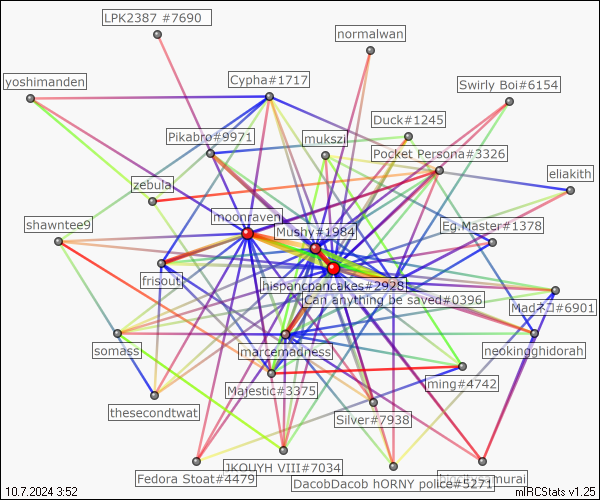 LPK2387 #7690
normalwan
yoshimanden
Cypha#1717
Swirly Boi#6154
Duck#1245
Pikabro#9971
mukszi
Pocket Persona#3326
eliakith
zebula
moonraven
shawntee9
Mushy#1984
Eg.Master#1378
frisout
hispancpancakes#2928
Can anything be saved#0396
Madネコ#6901
somass
marcemadness
neokingghidorah
Majestic#3375
ming#4742
thesecondtwat
Silver#7938
Fedora Stoat#4479
JKOUYH VIII#7034
DacobDacob hORNY police#5271
10.7.2024 3:52
mIRCStats v1.25